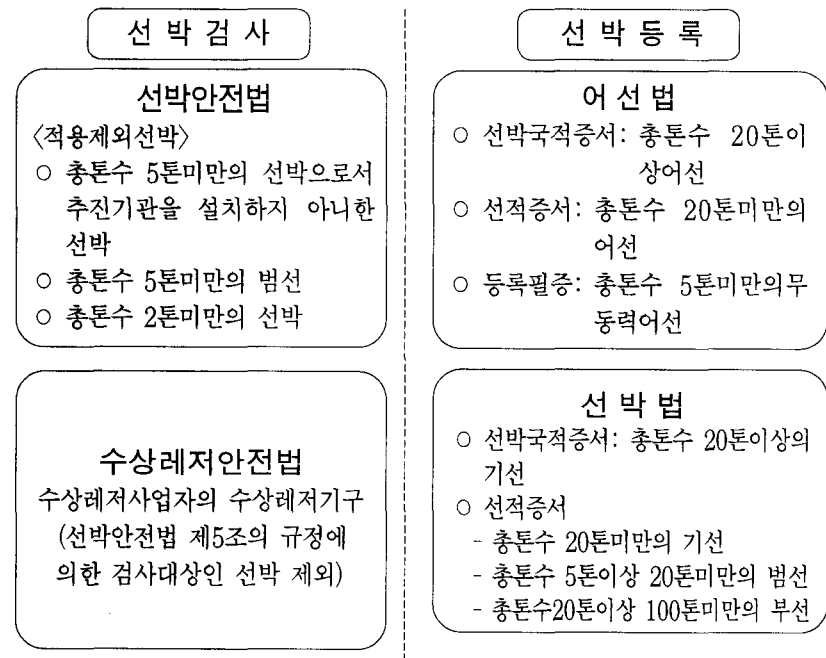 선 박 검 사
선박안전법
〈적용제외선박〉
○ 총톤수 5톤미만의 선박으로서
추진기관을 설치하지 아니한
선박
○ 총톤수 5톤미만의 범선
○ 총톤수 2톤미만의 선박
수상레저안전법
수상레저사업자의 수상레저기구
(선박안전법 제5조의 규정에
의한 검사대상인 선박 제외)
선 박 등 록
어 선 법
○ 선박국적증서: 총톤수 20톤이
상어선
○ 선적증서: 총톤수 20톤미만의
어선
○ 등록필증: 총톤수 5톤미만의무
동력어선
선 박 법
○ 선박국적증서: 총톤수 20톤이상의
기선
○ 선적증서
- 총톤수 20톤미만의 기선
- 총톤수 5톤이상 20톤미만의 범선
- 총톤수20톤이상 100톤미만의 부선